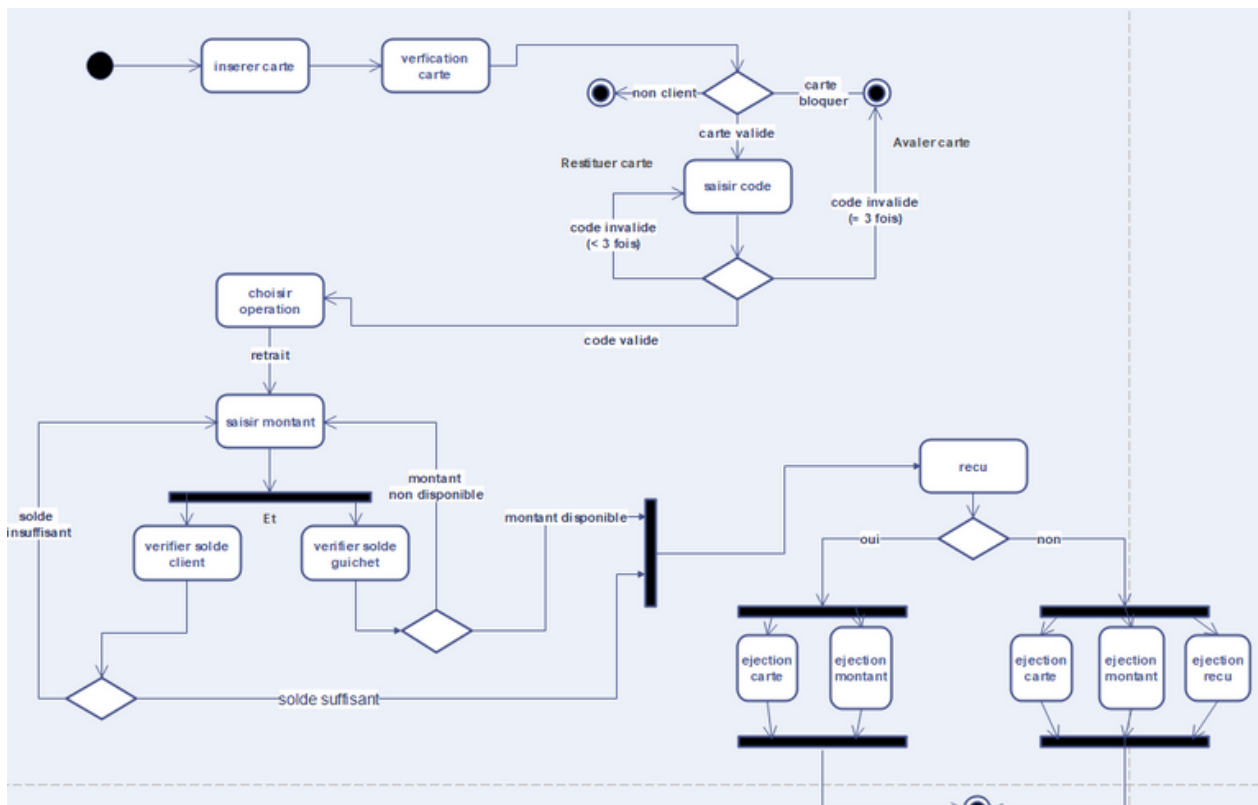 inserer carte
verfication
carte
non client
carte
bloquer
carte valide
Avaler carte
Restituer carte
saisir code
code invalide
(= 3 fois)
code invalide
(< 3 fois)
choisir
operation
code valide
retrait
saisir montant
montant
non disponible
recu
solde
insuffisant
Et
montant disponible
verifier solde
client
verifier solde
guichet
oui
non
ejection
carte
ejection
montant
ejection
carte
ejection
montant
ejection
recu
solde suffisant